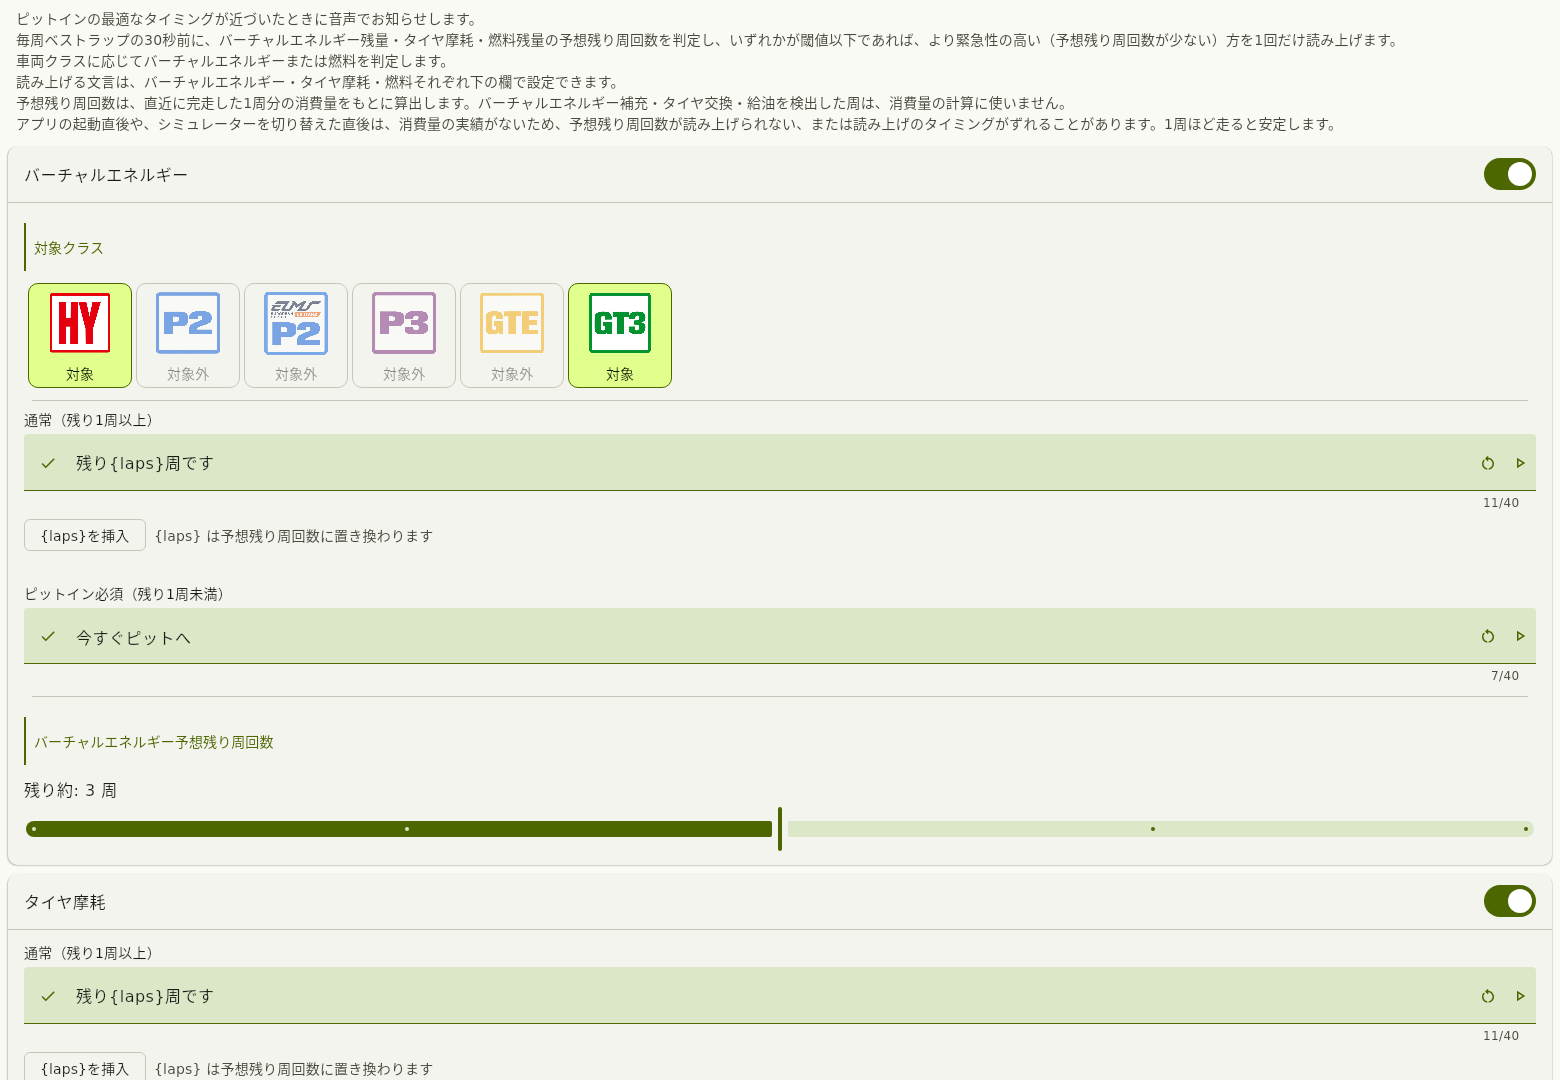 ピットインの最適なタイミングが近づいたときに音声でお知らせします。
毎周ベストラップの30秒前に、バーチャルエネルギー残量・タイヤ摩耗・燃料残量の予想残り周回数を判定し、いずれかが閾値以下であれば、より緊急性の高い（予想残り周回数が少ない）方を1回だけ読み上げます。
車両クラスに応じてバーチャルエネルギーまたは燃料を判定します。
読み上げる文言は、バーチャルエネルギー・タイヤ摩耗・燃料それぞれ下の欄で設定できます。
予想残り周回数は、直近に完走した1周分の消費量をもとに算出します。バーチャルエネルギー補充・タイヤ交換・給油を検出した周は、消費量の計算に使いません。
アプリの起動直後や、シミュレーターを切り替えた直後は、消費量の実績がないため、予想残り周回数が読み上げられない、または読み上げのタイミングがずれることがあります。1周ほど走ると安定します。
バーチャルエネルギー
対象クラス
HY P2 ELMS P2 P3 GTE GT3
対象 対象外 対象外 対象外 対象外 対象
通常（残り1周以上）
残り{laps}周です
11/40
{laps}を挿入 {laps} は予想残り周回数に置き換わります
ピットイン必須（残り1周未満）
今すぐピットへ
7/40
バーチャルエネルギー予想残り周回数
残り約: 3 周
タイヤ摩耗
通常（残り1周以上）
残り{laps}周です
11/40
{laps}を挿入 {laps} は予想残り周回数に置き換わります